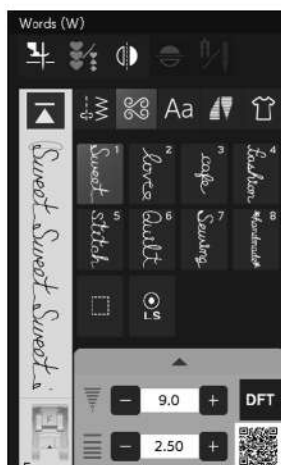 Words (W)
Aa
Sweet Sweet Sweet
Sweet 1
love 2
cafe 3
fashion 4
Stitch 5
Quilt 6
Sewing 7
Handmade 8
LS
9.0
DFT
2.50